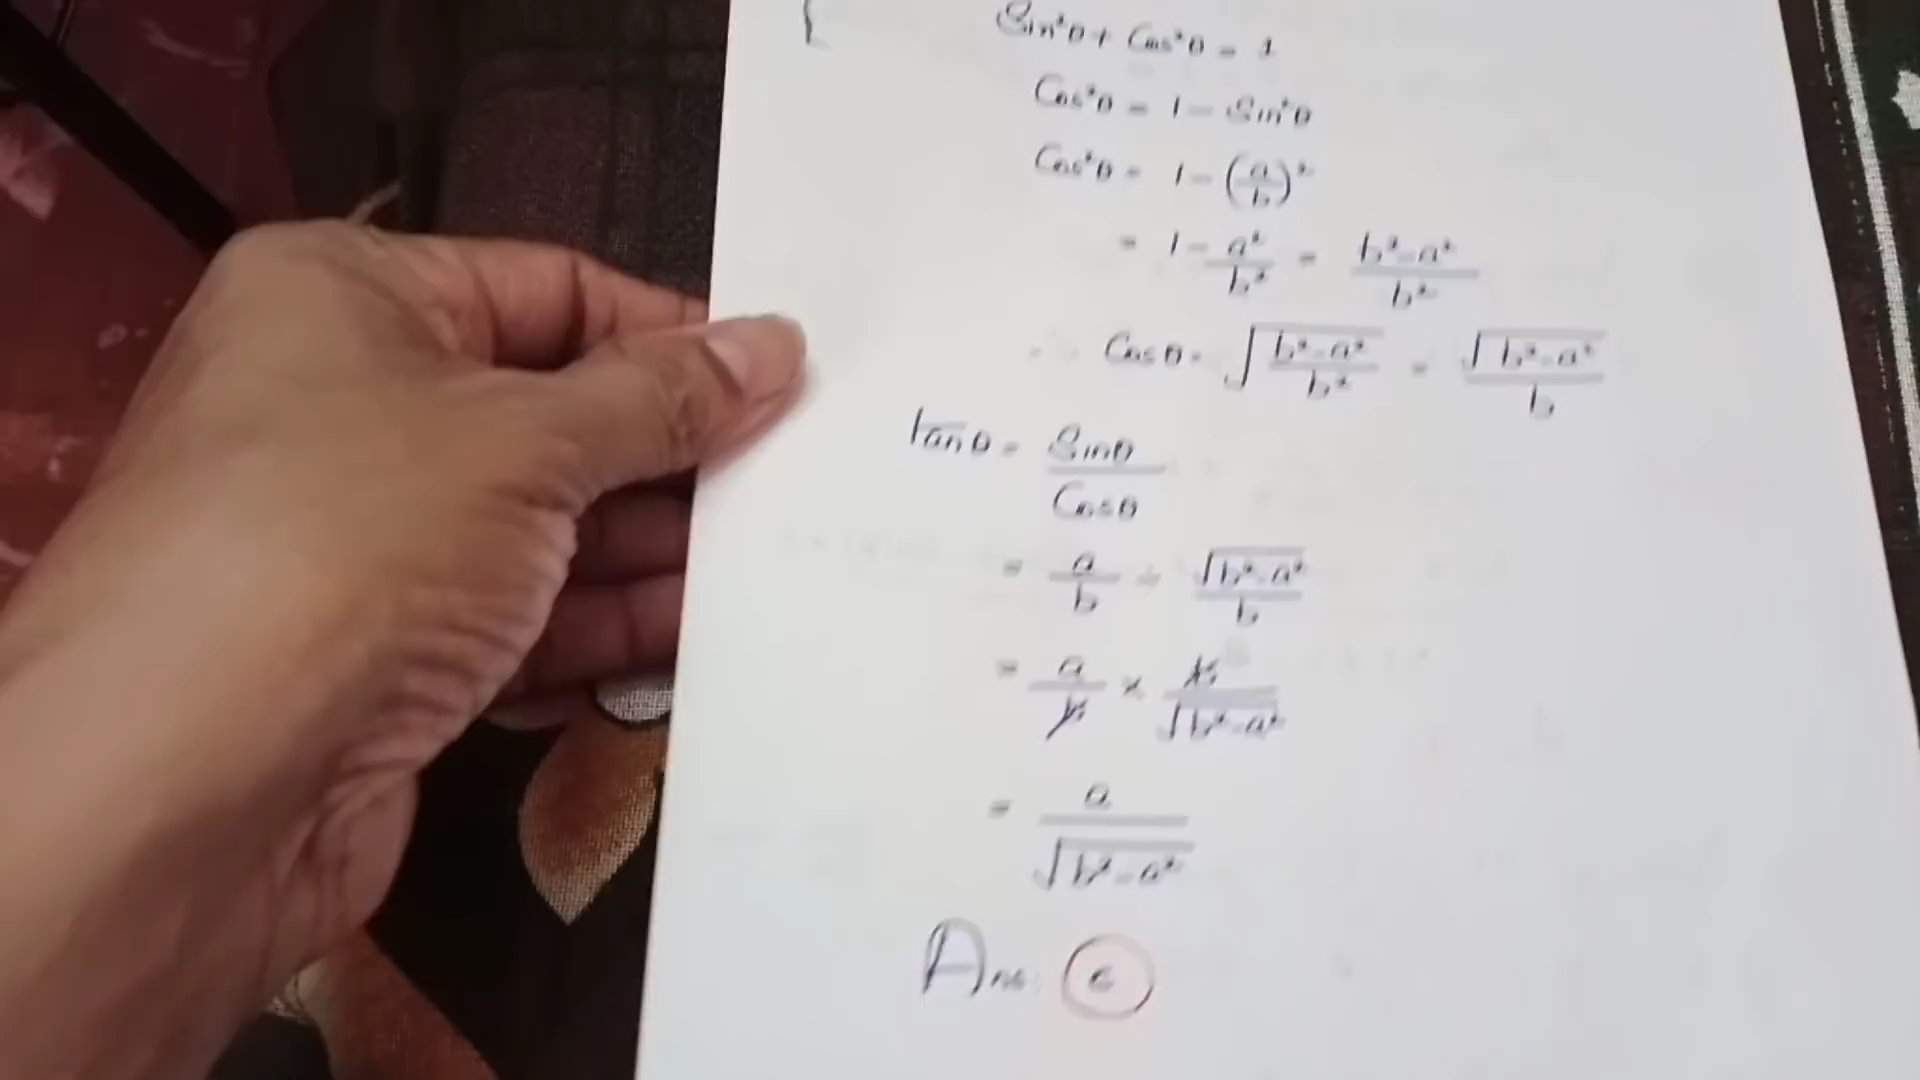 Sin²θ + Cos²θ = 1
Cos²θ = 1 - Sin²θ
Cos²θ = 1 - (a/b)²
= 1 - a²/b² = (b² - a²)/b²
Cosθ = √((b² - a²)/b²) = √(b² - a²)/b
tanθ = Sinθ/Cosθ
= a/b ÷ √(b² - a²)/b
= a/b × b/√(b² - a²)
= a/√(b² - a²)
Ans: